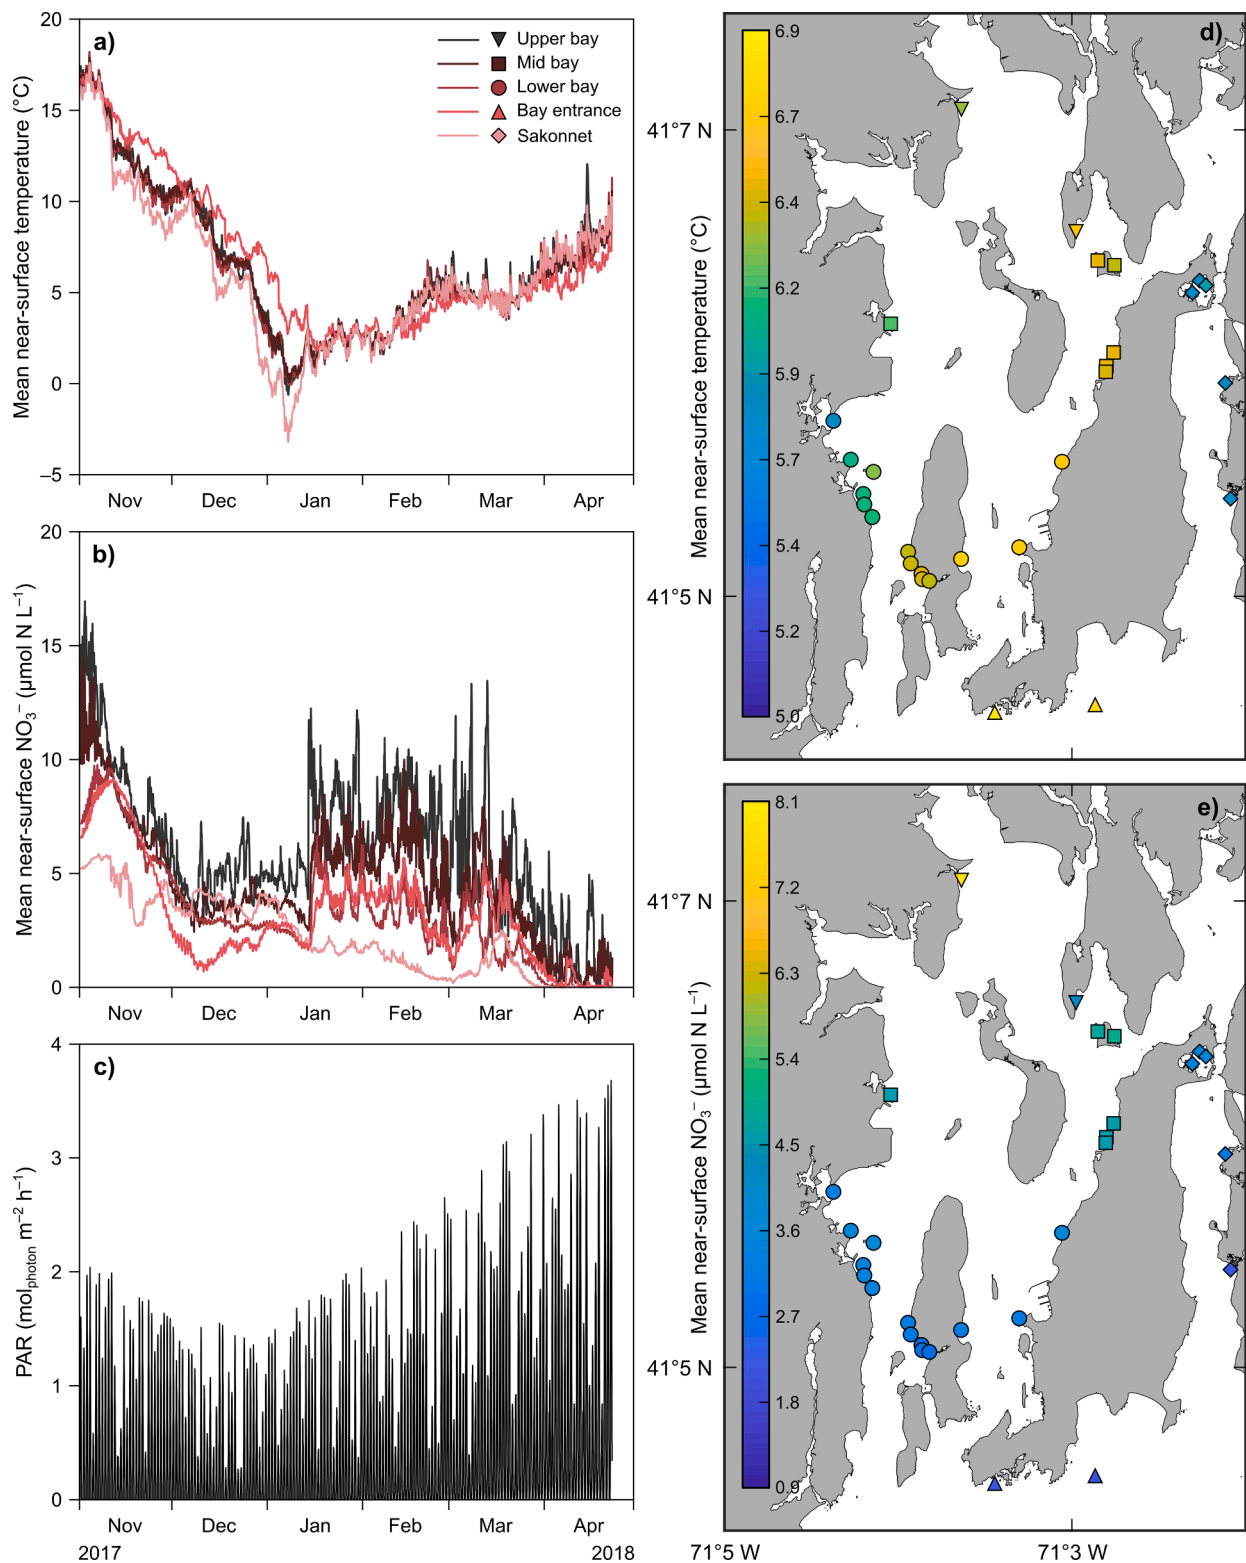 a)
Mean near-surface temperature (°C)
20
15
10
5
0
–5
Upper bay
Mid bay
Lower bay
Bay entrance
Sakonnet
Nov Dec Jan Feb Mar Apr
b)
Mean near-surface NO₃⁻ (µmol N L⁻¹)
20
15
10
5
0
Nov Dec Jan Feb Mar Apr
c)
PAR (molphoton m⁻² h⁻¹)
4
3
2
1
0
Nov Dec Jan Feb Mar Apr
2017 2018
d)
Mean near-surface temperature (°C)
6.9
6.7
6.4
6.2
5.9
5.7
5.4
5.2
5.0
41°7 N
41°5 N
e)
Mean near-surface NO₃⁻ (µmol N L⁻¹)
8.1
7.2
6.3
5.4
4.5
3.6
2.7
1.8
0.9
41°7 N
41°5 N
71°5 W 71°3 W